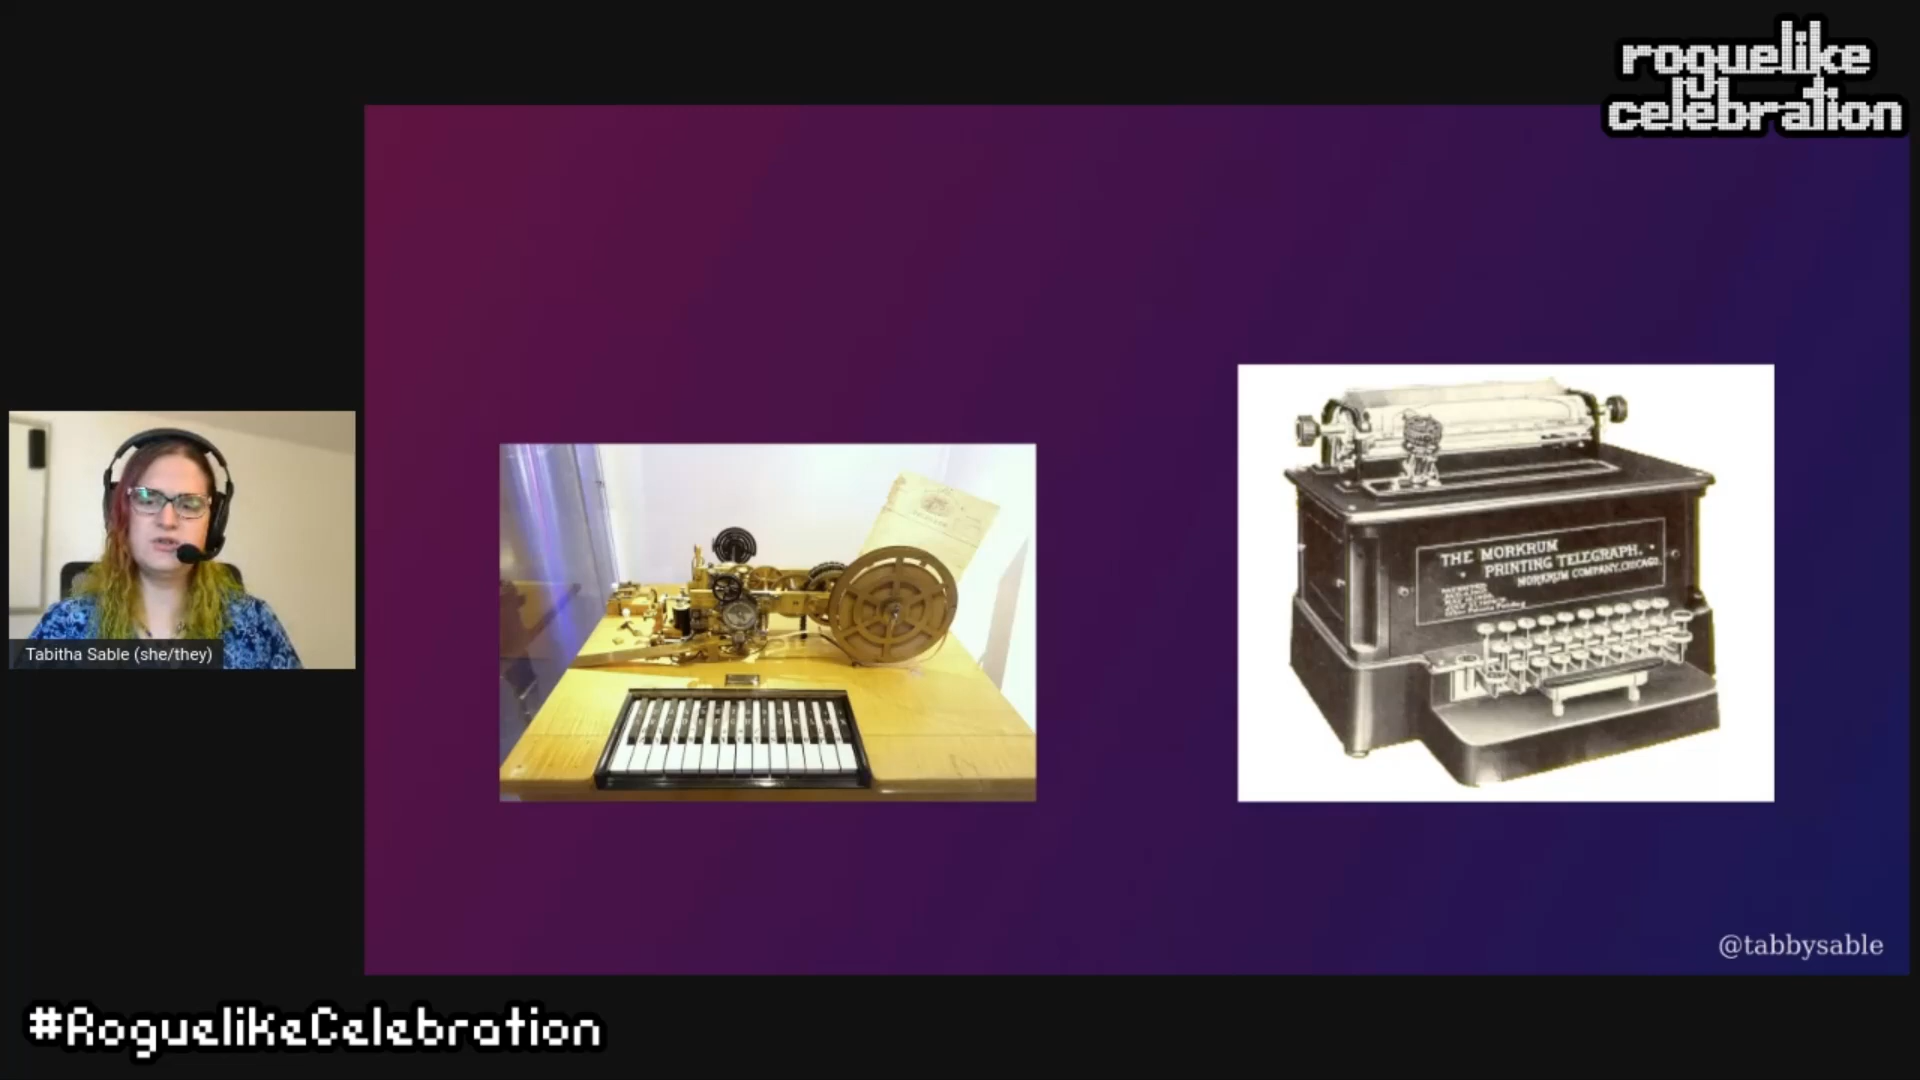 roguelike
celebration
THE MORKRUM
PRINTING TELEGRAPH.
MORKRUM COMPANY, CHICAGO.
Tabitha Sable (she/they)
@tabbysable
#RoguelikeCelebration